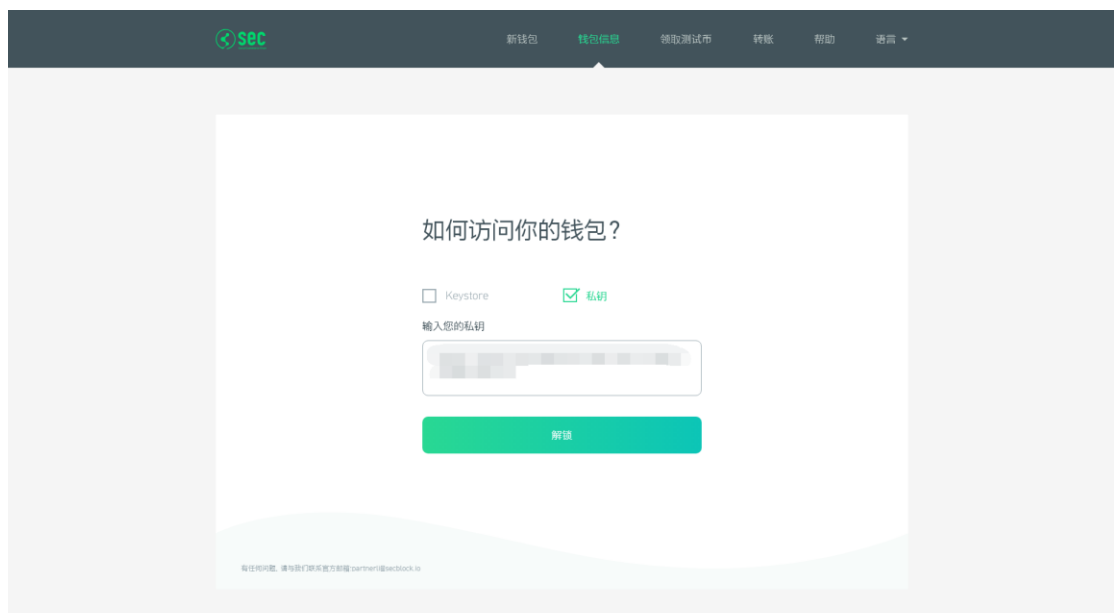 sec
新钱包 钱包信息 领取测试币 转账 帮助 语言
如何访问你的钱包？
Keystore 私钥
输入您的私钥
解锁
有任何问题, 请与我们联系官方邮箱:partnerii@secblock.io